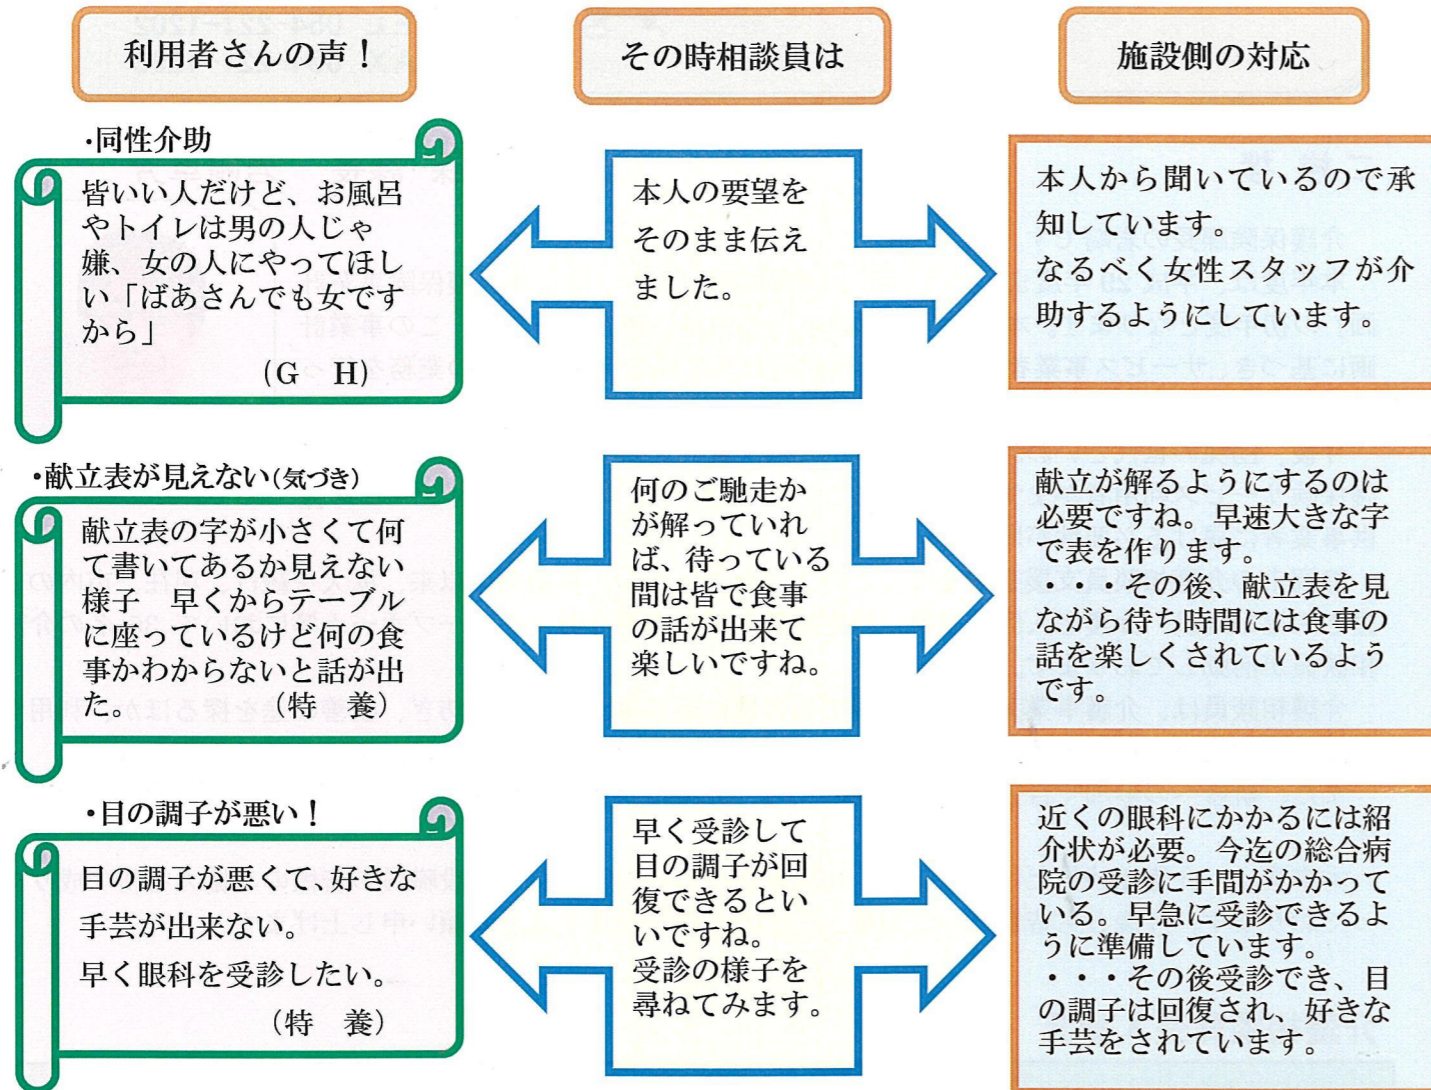 利用者さんの声！
その時相談員は
施設側の対応
・同性介助
皆いい人だけど、お風呂
やトイレは男の人じゃ
嫌、女の人にやってほし
い「ばあさんでも女です
から」
(G　H)
本人の要望を
そのまま伝え
ました。
本人から聞いているので承
知しています。
なるべく女性スタッフが介
助するようにしています。
・献立表が見えない(気づき)
献立表の字が小さくて何
て書いてあるか見えない
様子　早くからテーブル
に座っているけど何の食
事かわからないと話が出
た。　　　　（特　養）
何のご馳走か
が解っていれ
ば、待っている
間は皆で食事
の話が出来て
楽しいですね。
献立が解るようにするのは
必要ですね。早速大きな字
で表を作ります。
・・・その後、献立表を見
ながら待ち時間には食事の
話を楽しくされているよう
です。
・目の調子が悪い！
目の調子が悪くて、好きな
手芸が出来ない。
早く眼科を受診したい。
（特　養）
早く受診して
目の調子が回
復できるとい
いですね。
受診の様子を
尋ねてみます。
近くの眼科にかかるには紹
介状が必要。今迄の総合病
院の受診に手間がかかって
いる。早急に受診できるよ
うに準備しています。
・・・その後受診でき、目
の調子は回復され、好きな
手芸をされています。